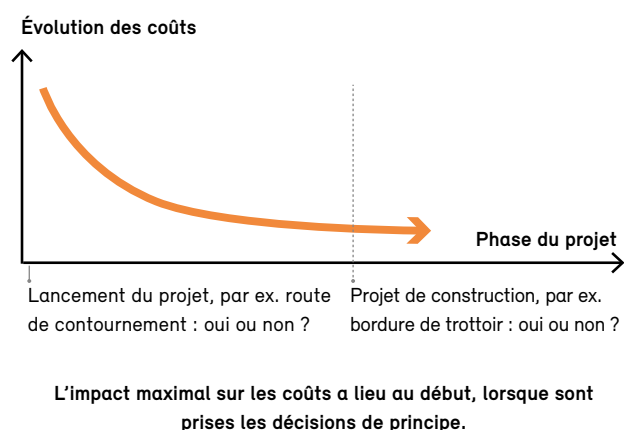 Évolution des coûts
Phase du projet
Lancement du projet, par ex. route
de contournement : oui ou non ?
Projet de construction, par ex.
bordure de trottoir : oui ou non ?
L’impact maximal sur les coûts a lieu au début, lorsque sont
prises les décisions de principe.